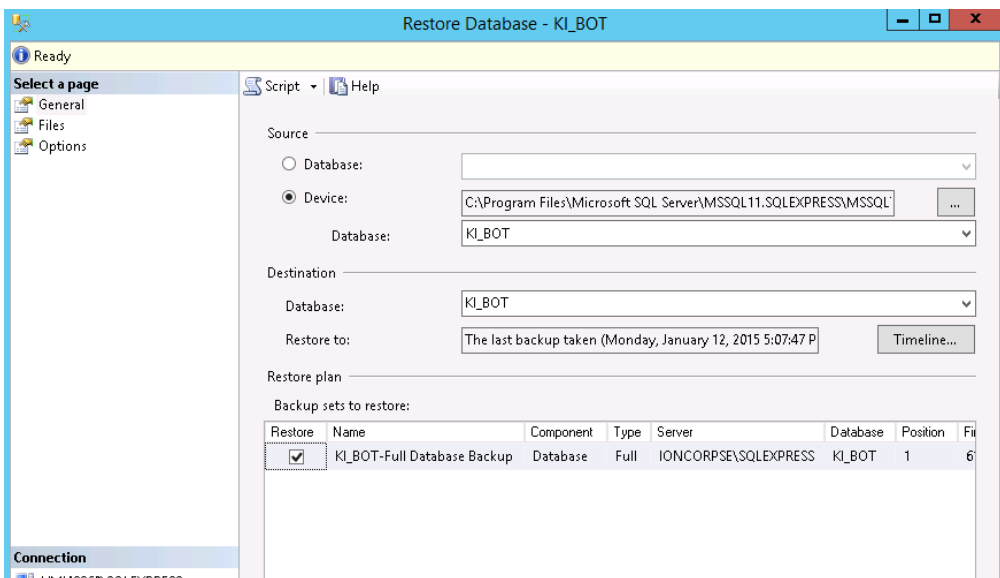 Restore Database - KI_BOT
Ready
Select a page
General
Files
Options
Script Help
Source
Database:
Device: C:\Program Files\Microsoft SQL Server\MSSQL11.SQLEXPRESS\MSSQL
... 
Database: KI_BOT
Destination
Database: KI_BOT
Restore to: The last backup taken (Monday, January 12, 2015 5:07:47 P
Timeline...
Restore plan
Backup sets to restore:
Restore Name Component Type Server Database Position
KI_BOT-Full Database Backup Database Full IONCORPSE\SQLEXPRESS KI_BOT 1
Connection